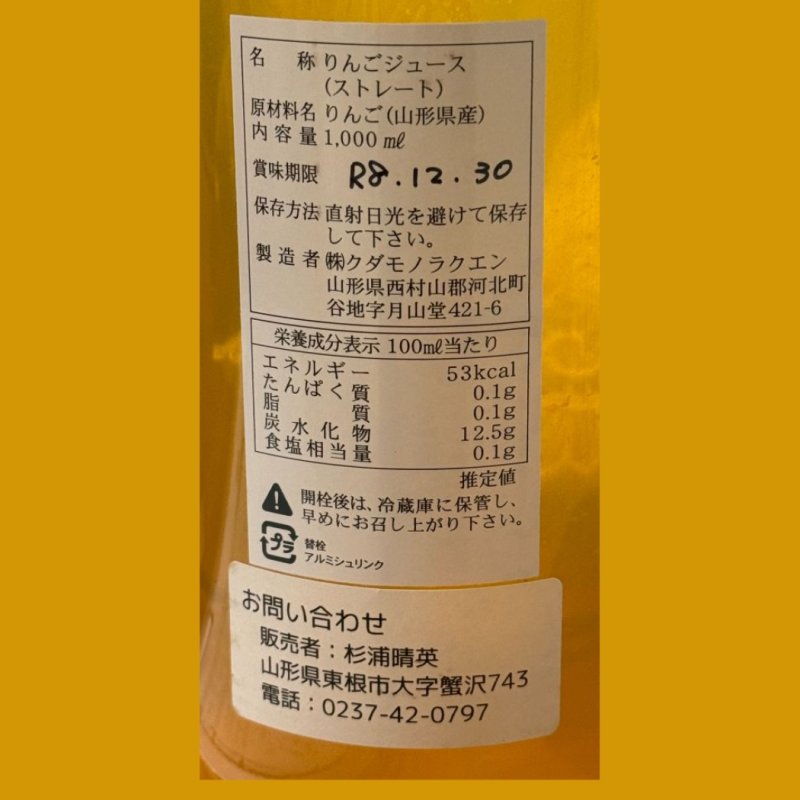 名称 りんごジュース
(ストレート)
原材料名 りんご(山形県産)
内容量 1,000㎖
賞味期限 R8.12.30
保存方法 直射日光を避けて保存
して下さい。
製造者 ㈱クダモノラクエン
山形県西村山郡河北町
谷地字月山堂421-6
栄養成分表示 100㎖当たり
エネルギー 53kcal
たんぱく質 0.1g
脂質 0.1g
炭水化物 12.5g
食塩相当量 0.1g
推定値
開栓後は、冷蔵庫に保管し、
早めにお召し上がり下さい。
プラ
替栓
アルミシュリンク
お問い合わせ
販売者：杉浦晴英
山形県東根市大字蟹沢743
電話：0237-42-0797